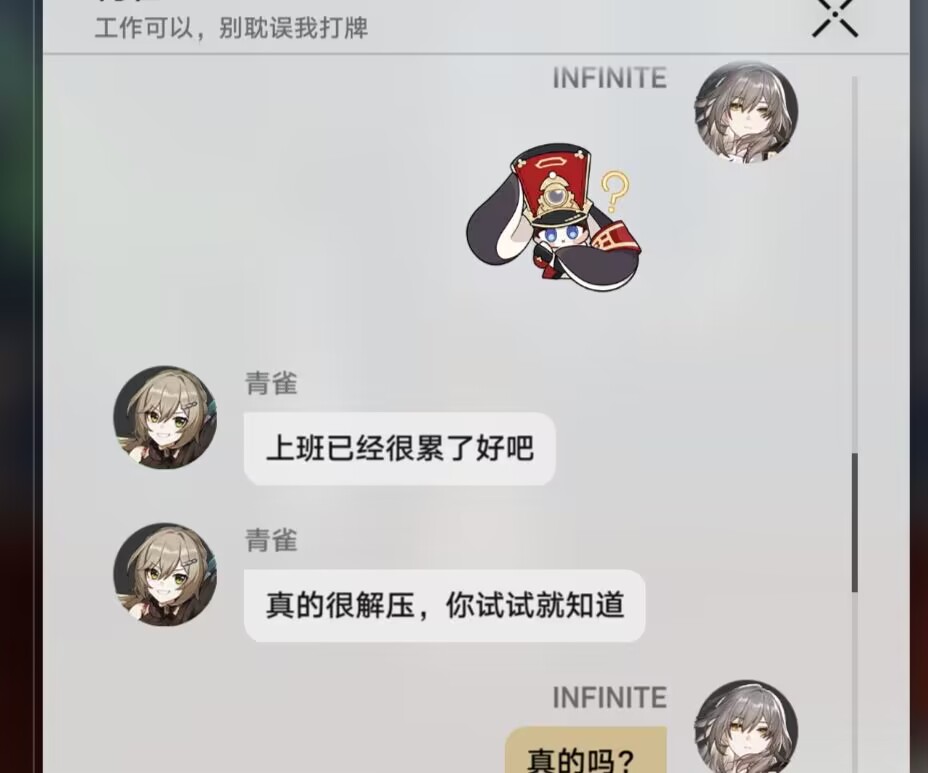 工作可以，别耽误我打牌
INFINITE
青雀
上班已经很累了好吧
青雀
真的很解压，你试试就知道
INFINITE
真的吗？